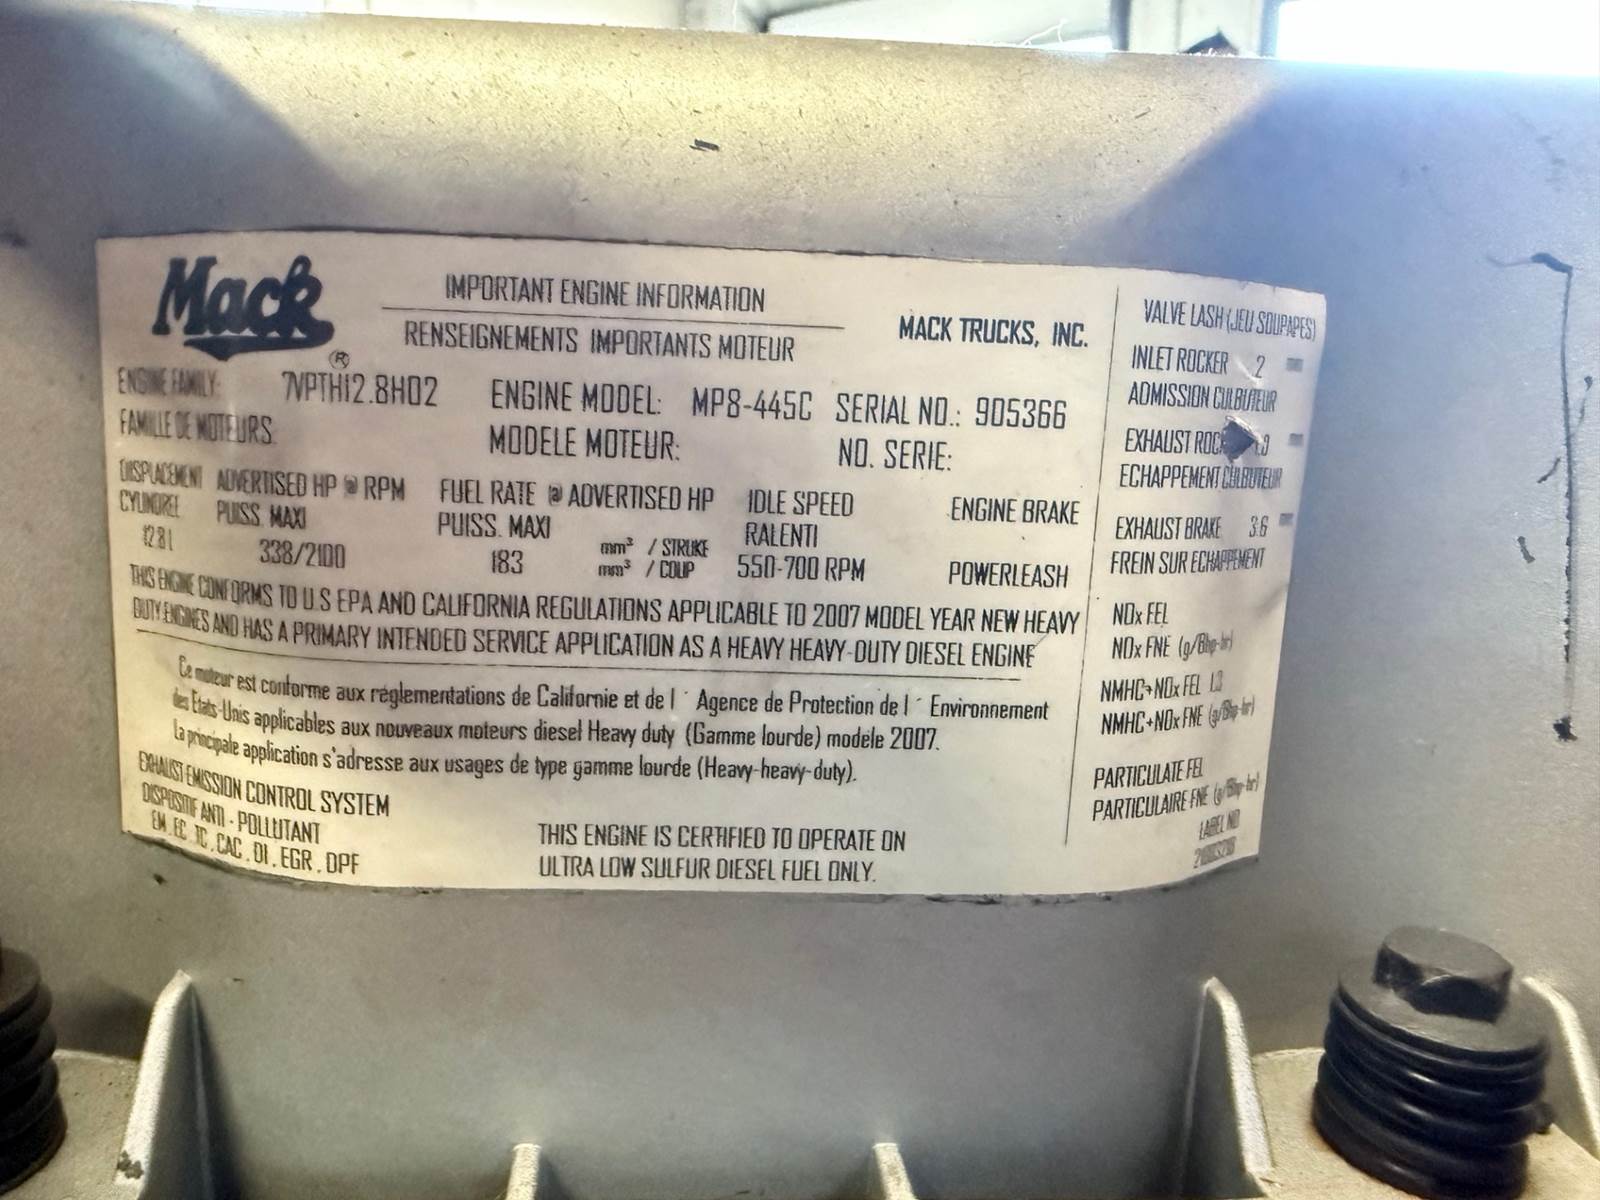 Mack ®
IMPORTANT ENGINE INFORMATION
RENSEIGNEMENTS IMPORTANTS MOTEUR
MACK TRUCKS, INC.
ENGINE FAMILY: 7VPTH12.8H02
FAMILLE DE MOTEURS:
ENGINE MODEL: MP8-445C SERIAL NO.: 905366
MODELE MOTEUR: NO. SERIE:
DISPLACEMENT ADVERTISED HP @ RPM FUEL RATE @ ADVERTISED HP IDLE SPEED ENGINE BRAKE
CYLINDREE PUISS. MAXI PUISS. MAXI RALENTI
12.8 L 338/2100 183 mm³ / STROKE 550-700 RPM POWERLEASH
mm³ / COUP
THIS ENGINE CONFORMS TO U.S EPA AND CALIFORNIA REGULATIONS APPLICABLE TO 2007 MODEL YEAR NEW HEAVY
DUTY ENGINES AND HAS A PRIMARY INTENDED SERVICE APPLICATION AS A HEAVY HEAVY-DUTY DIESEL ENGINE
Ce moteur est conforme aux réglementations de Californie et de l ´ Agence de Protection de l ´ Environnement
des Etats-Unis applicables aux nouveaux moteurs diesel Heavy duty (Gamme lourde) modele 2007.
La principale application s'adresse aux usages de type gamme lourde (Heavy-heavy-duty).
EXHAUST EMISSION CONTROL SYSTEM
DISPOSITIF ANTI - POLLUTANT
EM . EC . TC . CAC . DI . EGR . DPF
THIS ENGINE IS CERTIFIED TO OPERATE ON
ULTRA LOW SULFUR DIESEL FUEL ONLY.
VALVE LASH (JEU SOUPAPES)
INLET ROCKER .2
ADMISSION CULBUTEUR
EXHAUST
ECHAPPEMENT CULBUTEUR
EXHAUST BRAKE 3.6
FREIN SUR ECHAPPEMENT
NOx FEL
NOx FNE (g/Bhp-hr)
NMHC+NOx FEL 1.3
NMHC+NOx FNE (g/Bhp-hr)
PARTICULATE FEL
PARTICULAIRE FNE (g/Bhp-hr)
LABEL NO